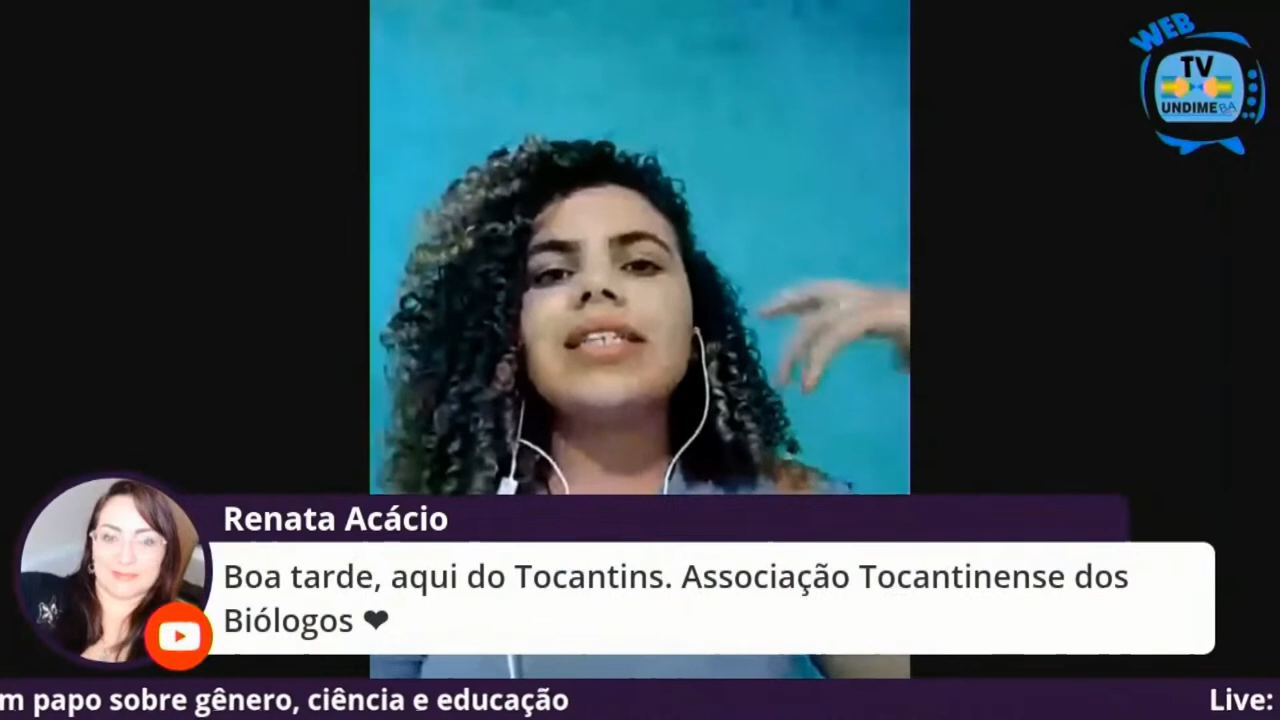 WEB
TV
UNDIME BA
Renata Acácio
Boa tarde, aqui do Tocantins. Associação Tocantinense dos
Biólogos ❤
m papo sobre gênero, ciência e educação
Live: